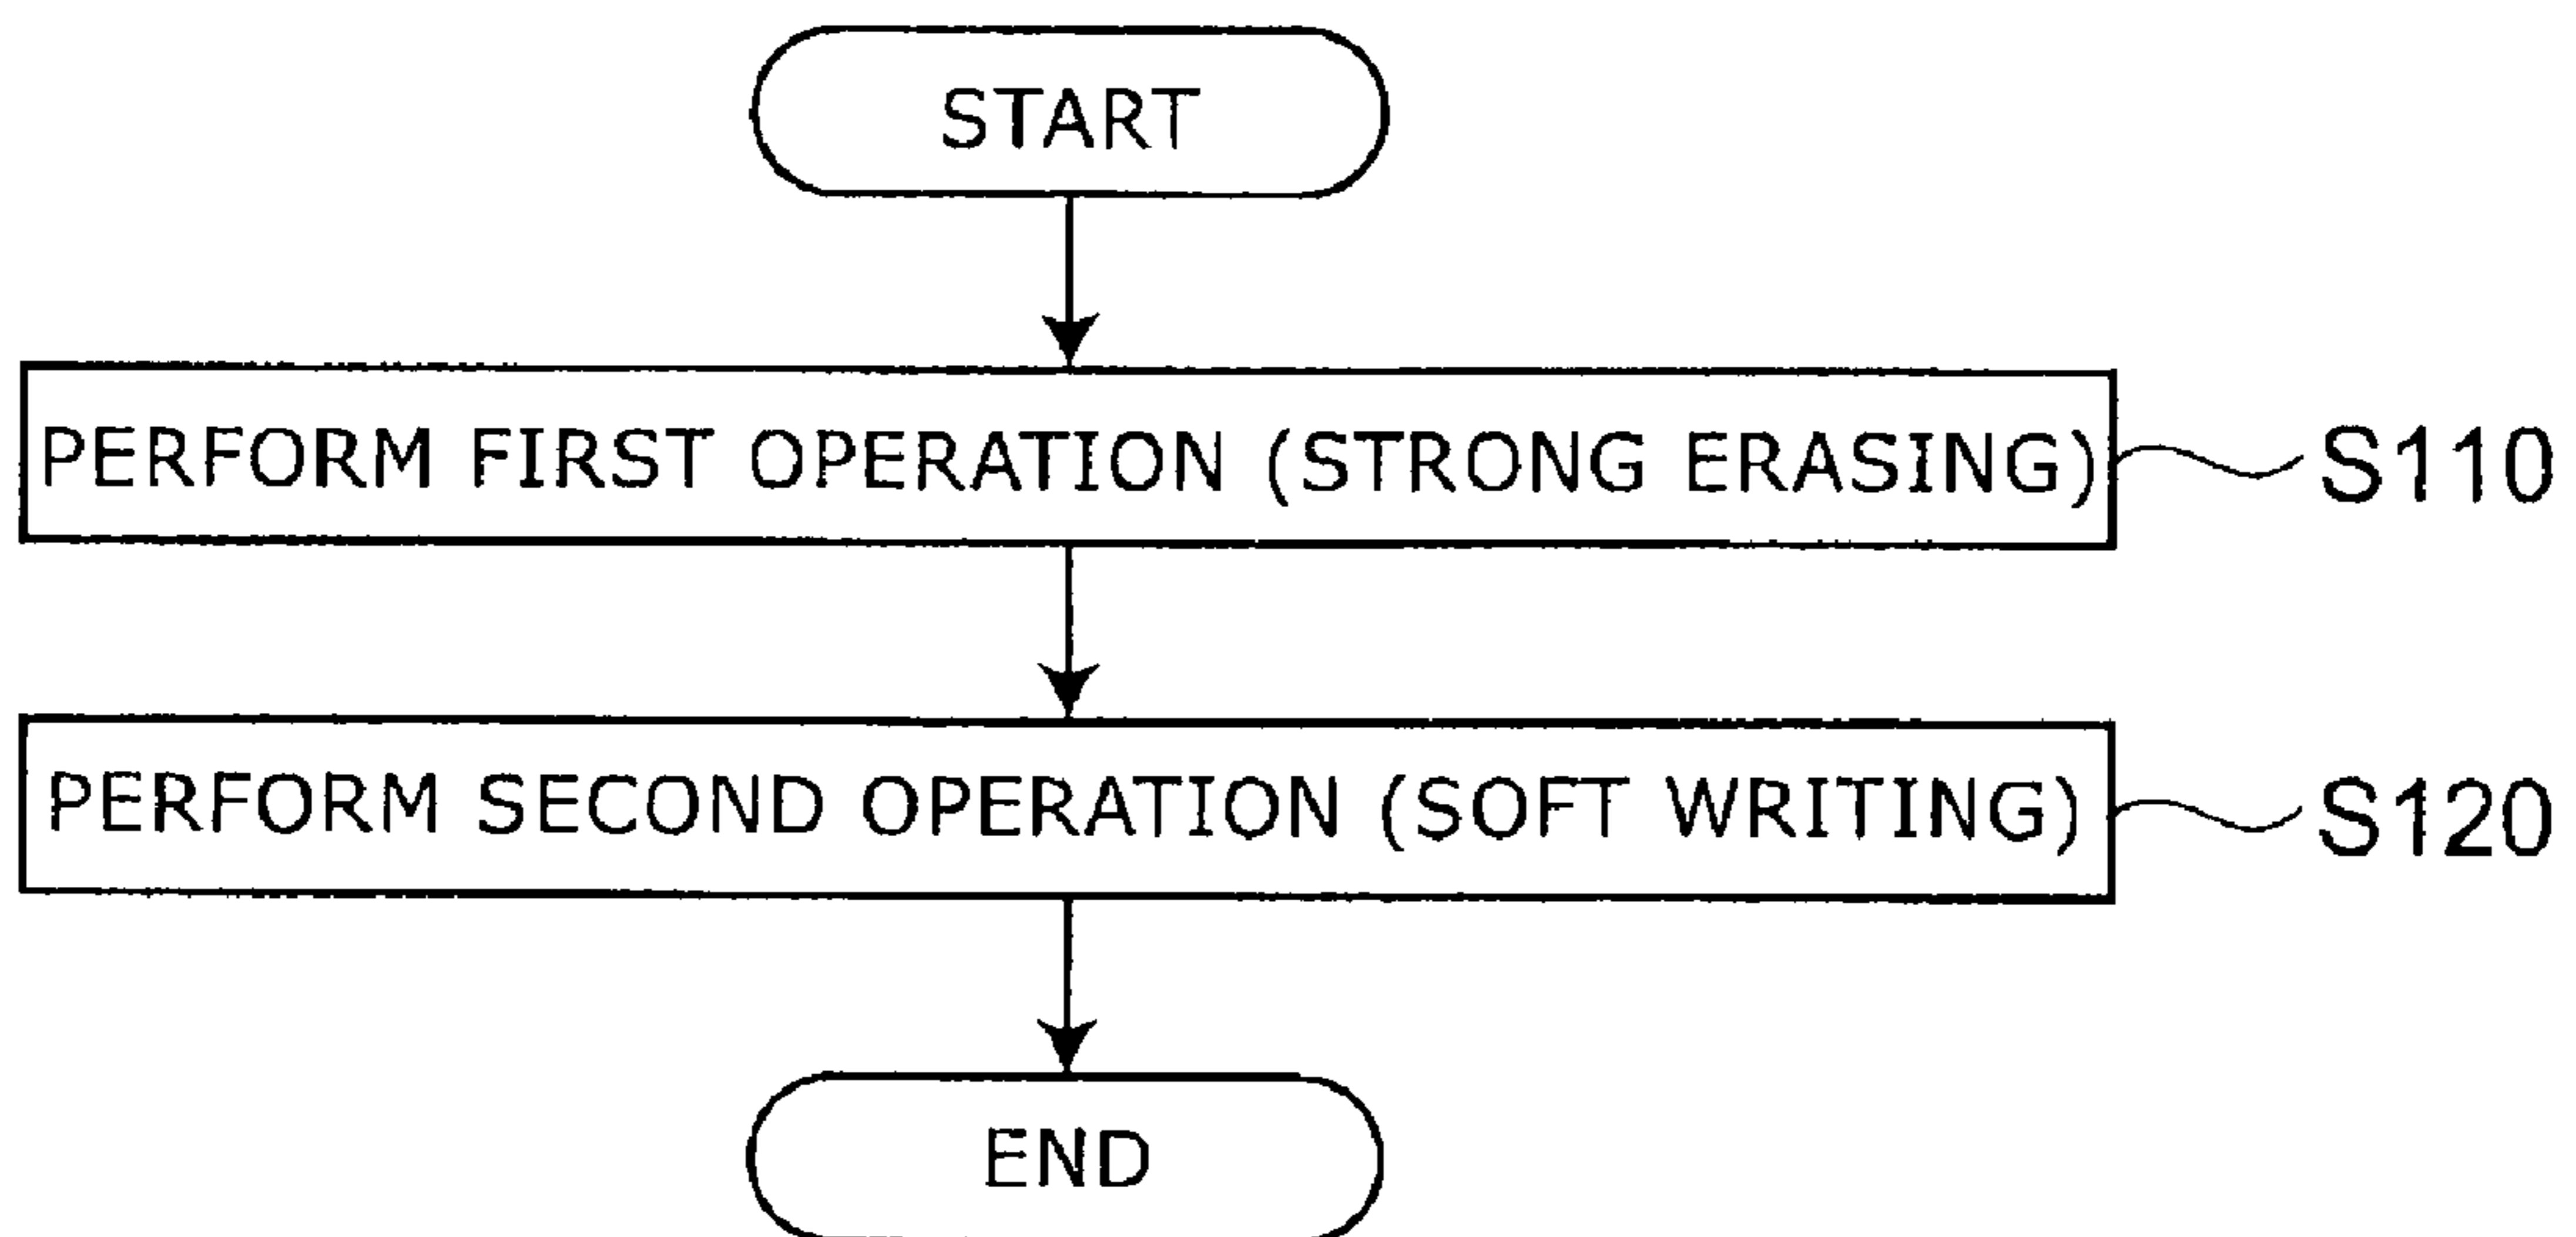 START
PERFORM FIRST OPERATION (STRONG ERASING) S110
PERFORM SECOND OPERATION (SOFT WRITING) S120
END